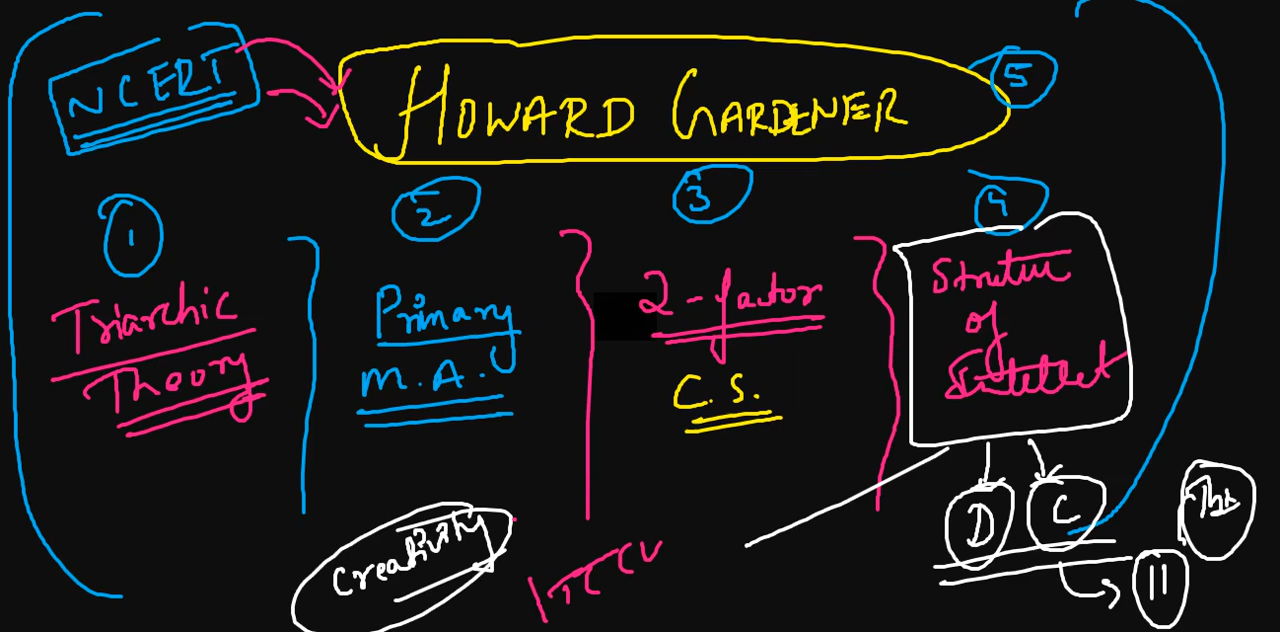 NCERT
HOWARD GARDENER
5
1
2
3
4
Triarchic
Theory
Primary
M.A.
2-factor
C.S.
Structure
of
Intellect
D
C
Creativity
11